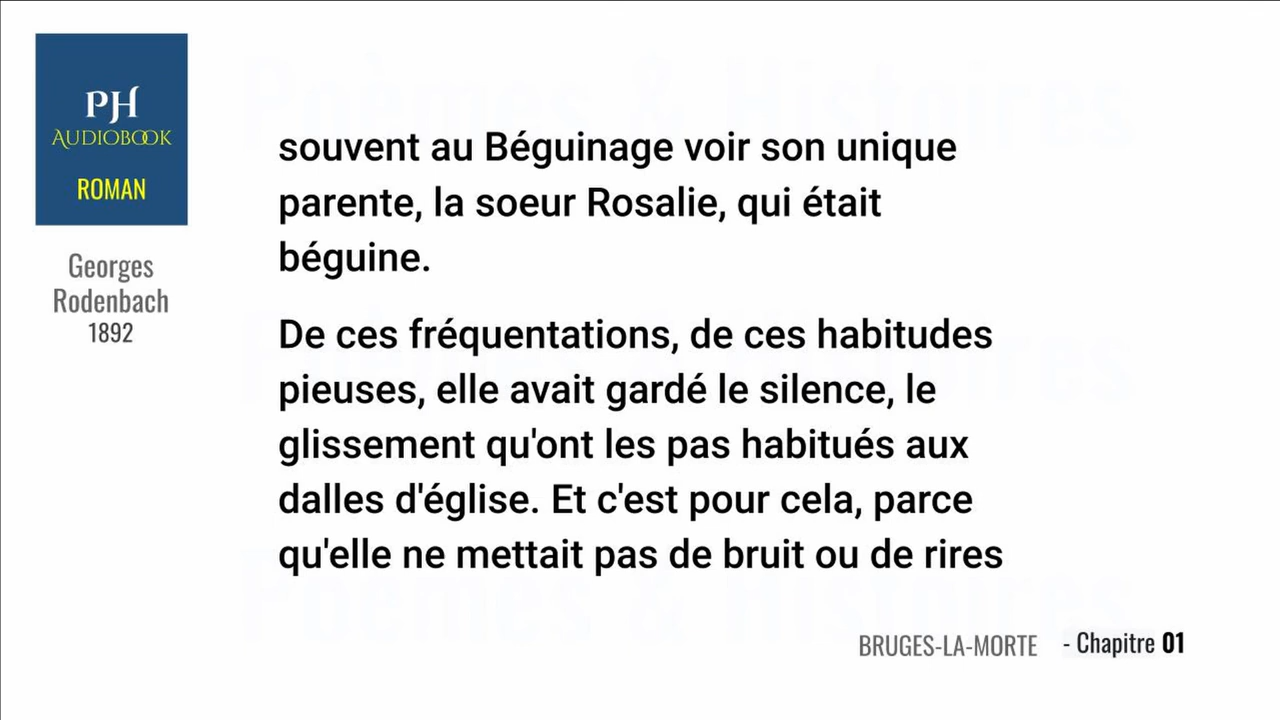 PH
AUDIOBOOK
ROMAN
Georges
Rodenbach
1892
souvent au Béguinage voir son unique
parente, la soeur Rosalie, qui était
béguine.
De ces fréquentations, de ces habitudes
pieuses, elle avait gardé le silence, le
glissement qu'ont les pas habitués aux
dalles d'église. Et c'est pour cela, parce
qu'elle ne mettait pas de bruit ou de rires
BRUGES-LA-MORTE - Chapitre 01